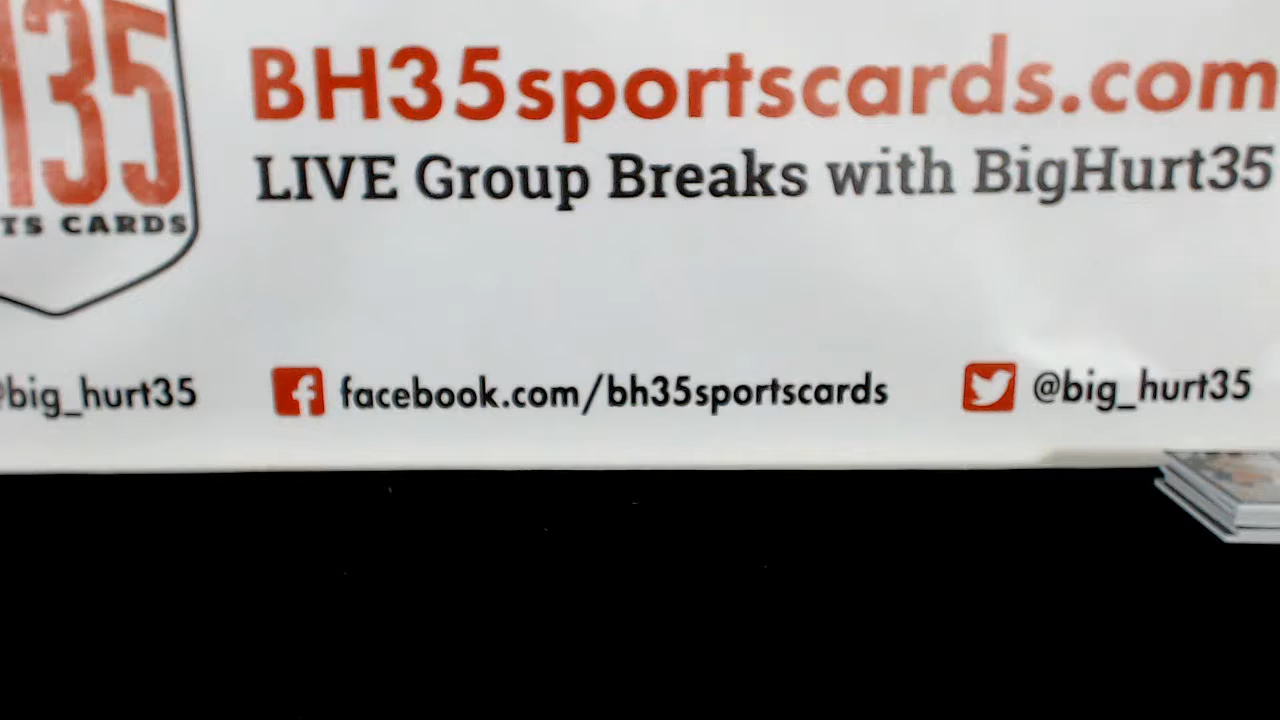 135
TS CARDS
BH35sportscards.com
LIVE Group Breaks with BigHurt35
@big_hurt35
facebook.com/bh35sportscards
@big_hurt35